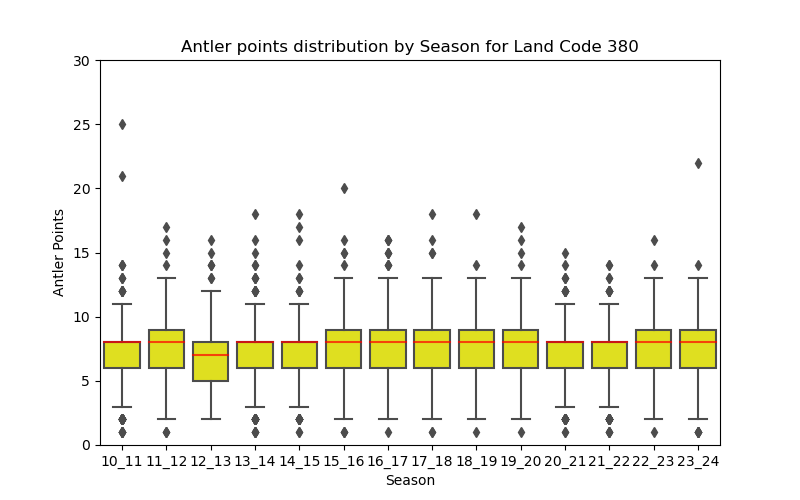 Antler points distribution by Season for Land Code 380
30
25
20
15
10
5
0
Antler Points
10_11 11_12 12_13 13_14 14_15 15_16 16_17 17_18 18_19 19_20 20_21 21_22 22_23 23_24
Season